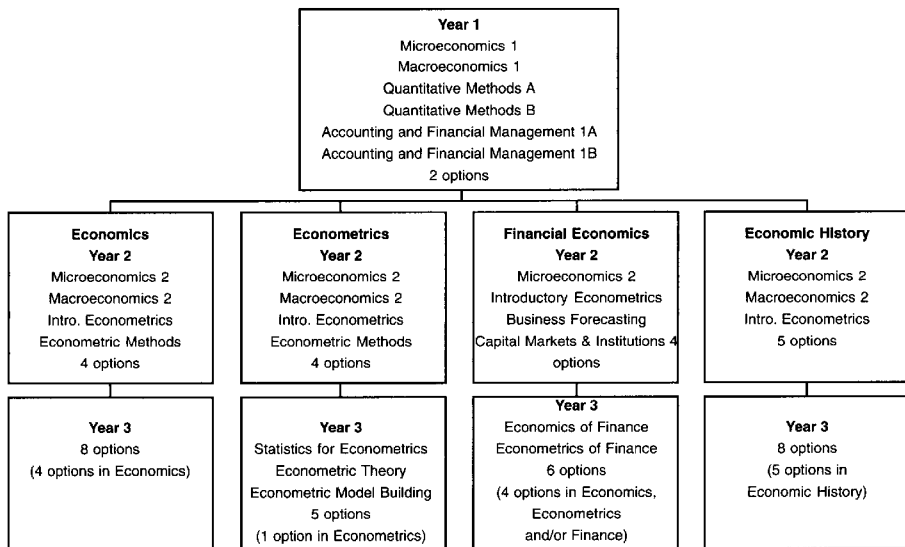 Year 1
Microeconomics 1
Macroeconomics 1
Quantitative Methods A
Quantitative Methods B
Accounting and Financial Management 1A
Accounting and Financial Management 1B
2 options
Economics
Year 2
Microeconomics 2
Macroeconomics 2
Intro. Econometrics
Econometric Methods
4 options
Econometrics
Year 2
Microeconomics 2
Macroeconomics 2
Intro. Econometrics
Econometric Methods
4 options
Financial Economics
Year 2
Microeconomics 2
Introductory Econometrics
Business Forecasting
Capital Markets & Institutions 4
options
Economic History
Year 2
Microeconomics 2
Macroeconomics 2
Intro. Econometrics
5 options
Year 3
8 options
(4 options in Economics)
Year 3
Statistics for Econometrics
Econometric Theory
Econometric Model Building
5 options
(1 option in Econometrics)
Year 3
Economics of Finance
Econometrics of Finance
6 options
(4 options in Economics,
Econometrics
and/or Finance)
Year 3
8 options
(5 options in
Economic History)